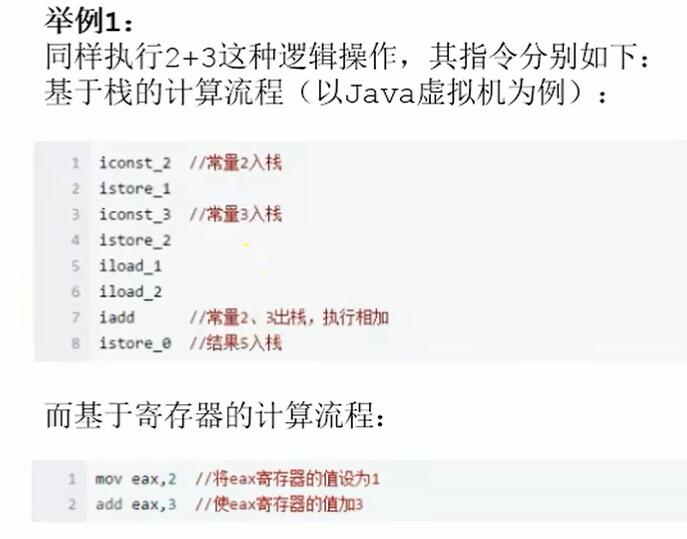 举例1：
同样执行2+3这种逻辑操作，其指令分别如下：
基于栈的计算流程（以Java虚拟机为例）：
1 iconst_2 //常量2入栈
2 istore_1
3 iconst_3 //常量3入栈
4 istore_2
5 iload_1
6 iload_2
7 iadd //常量2、3出栈，执行相加
8 istore_0 //结果5入栈
而基于寄存器的计算流程：
1 mov eax,2 //将eax寄存器的值设为1
2 add eax,3 //使eax寄存器的值加3